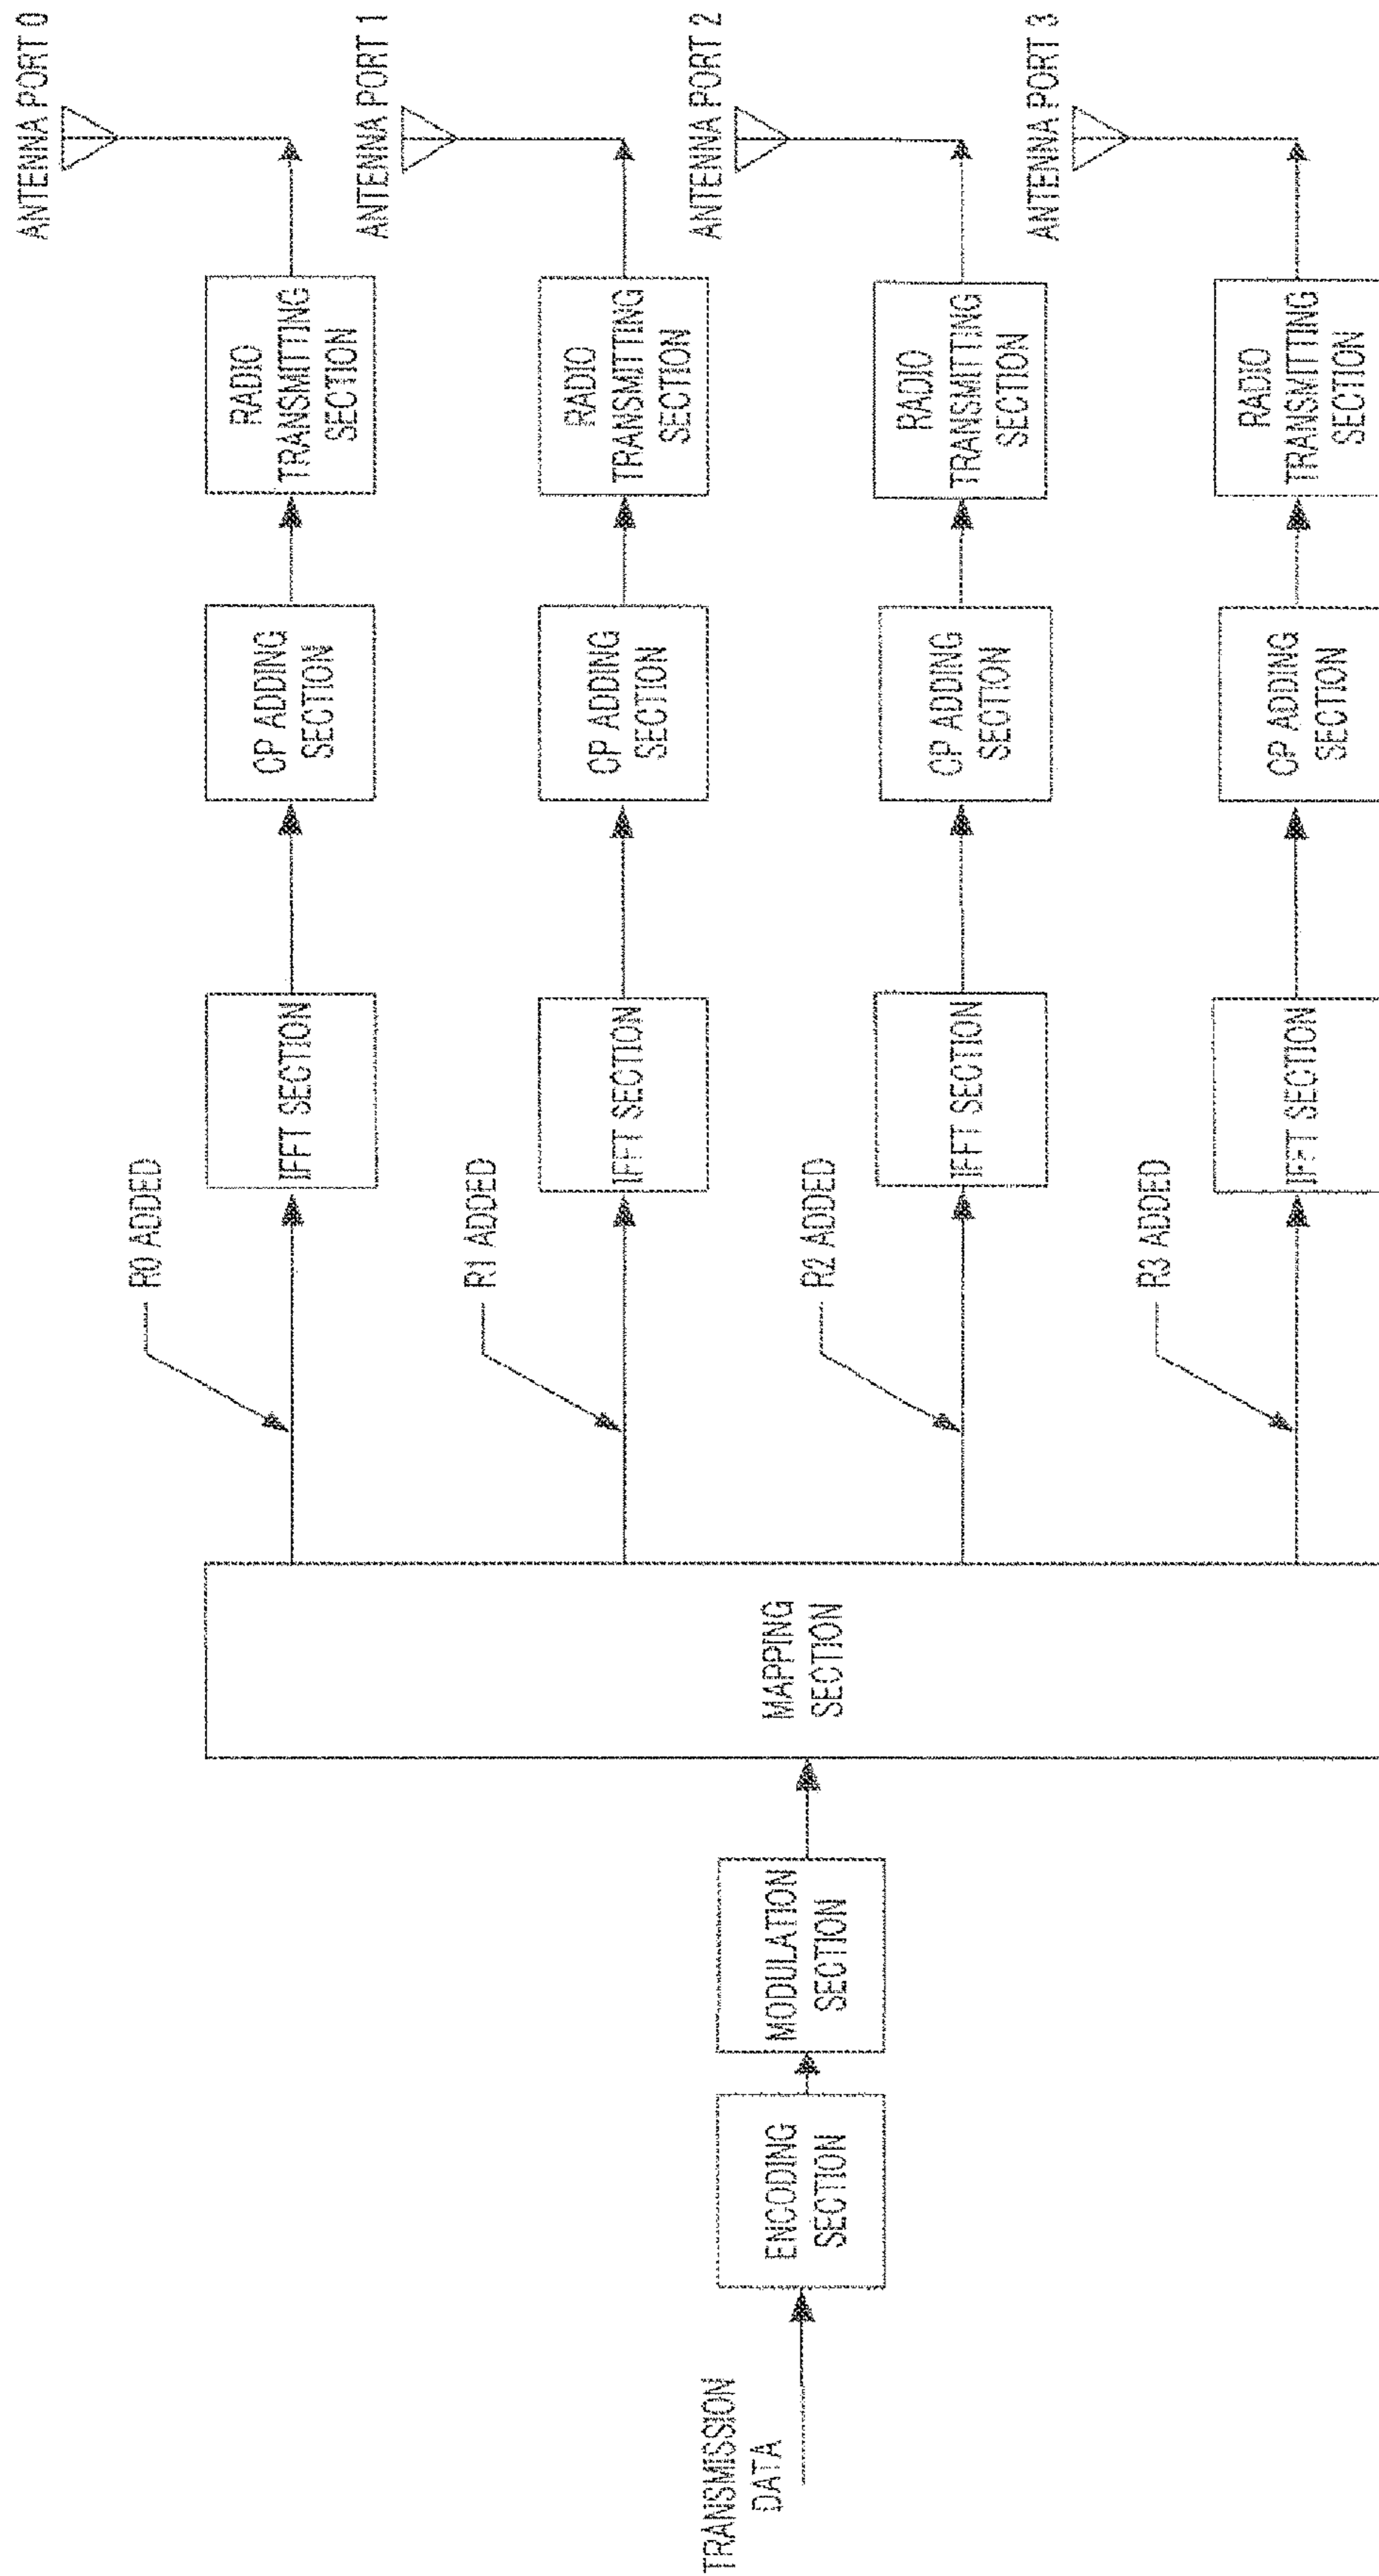 TRANSMISSION
DATA
ENCODING
SECTION
MODULATION
SECTION
MAPPING
SECTION
R0 ADDED
IFFT SECTION
CP ADDING
SECTION
RADIO
TRANSMITTING
SECTION
ANTENNA PORT 0
R1 ADDED
IFFT SECTION
CP ADDING
SECTION
RADIO
TRANSMITTING
SECTION
ANTENNA PORT 1
R2 ADDED
IFFT SECTION
CP ADDING
SECTION
RADIO
TRANSMITTING
SECTION
ANTENNA PORT 2
R3 ADDED
IFFT SECTION
CP ADDING
SECTION
RADIO
TRANSMITTING
SECTION
ANTENNA PORT 3